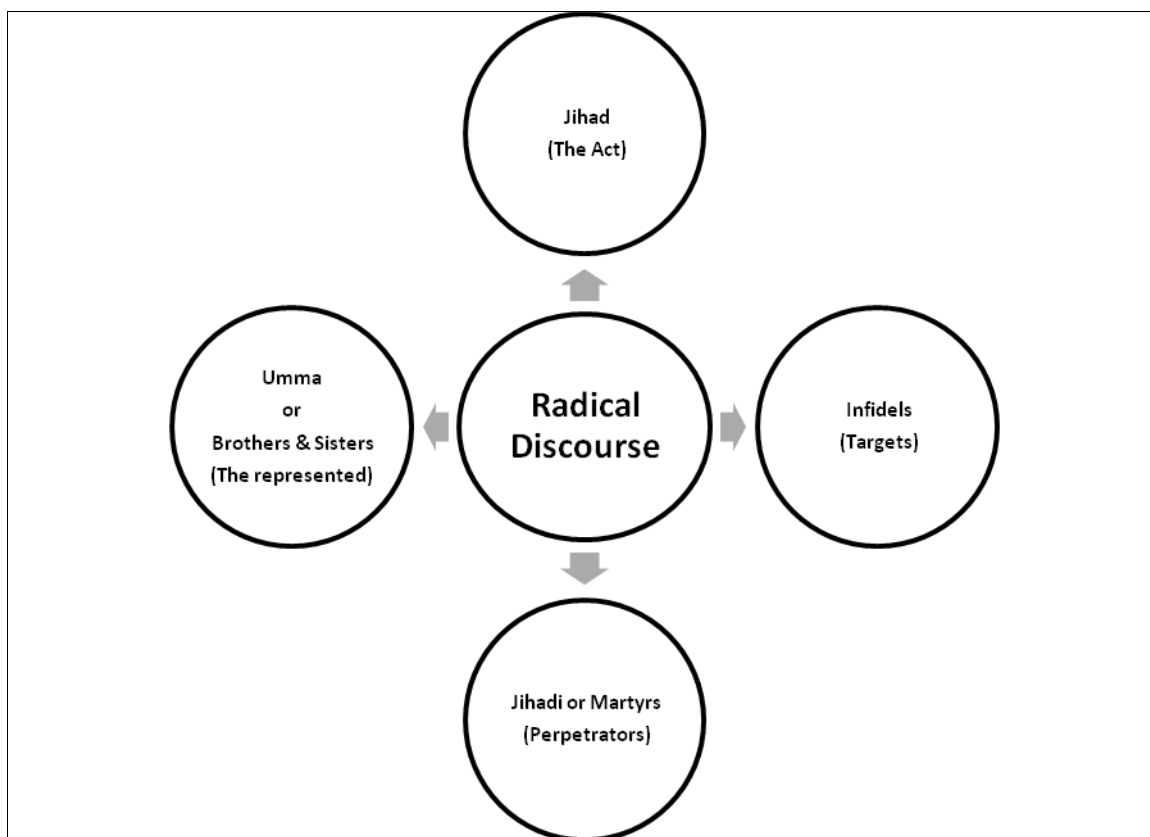 Jihad
(The Act)
Umma
or
Brothers & Sisters
(The represented)
Radical
Discourse
Infidels
(Targets)
Jihadi or Martyrs
(Perpetrators)